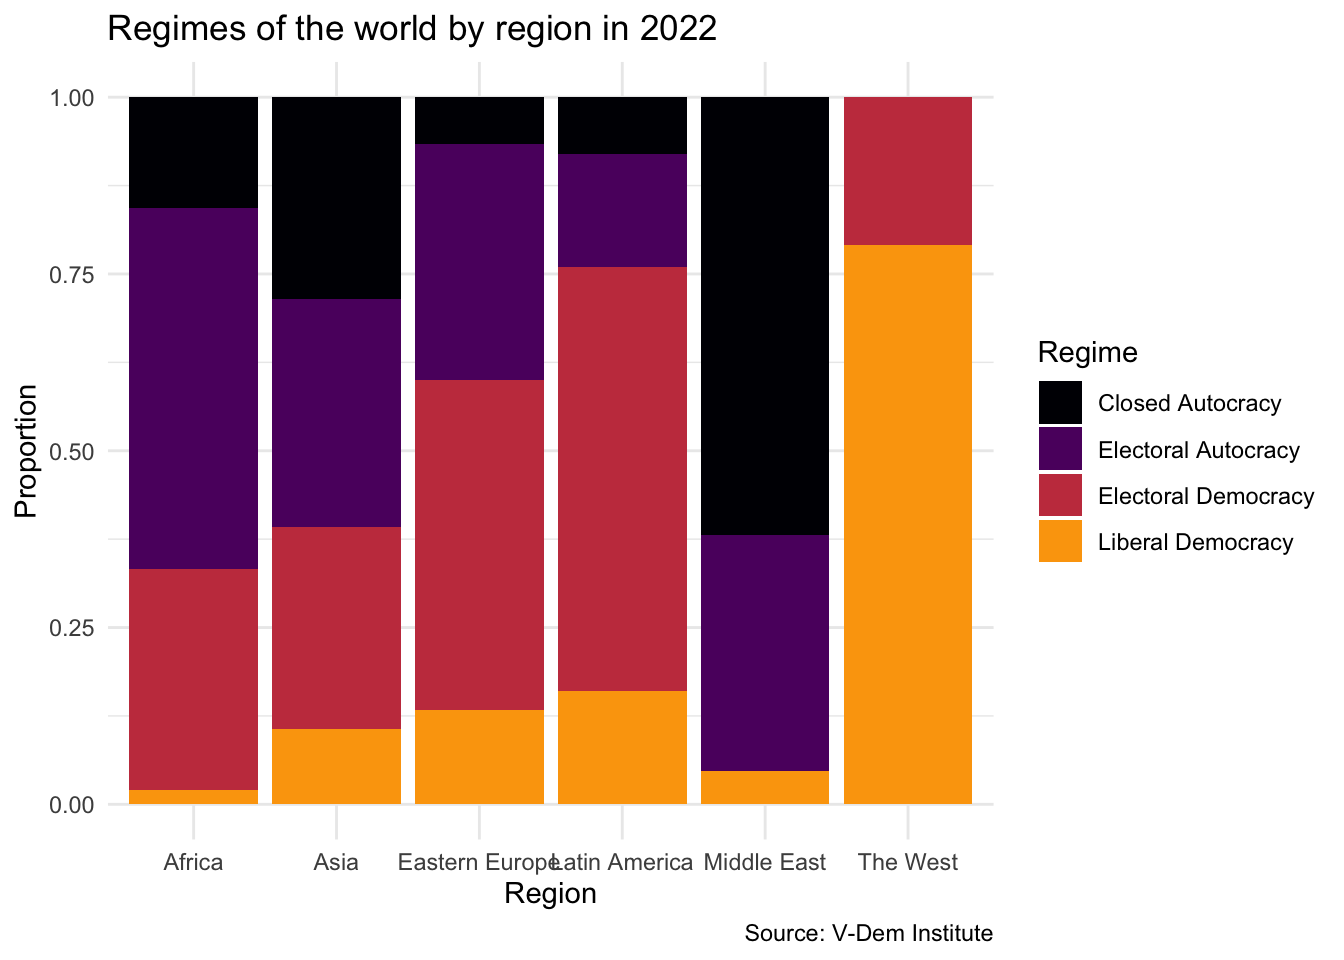 Regimes of the world by region in 2022
1.00
0.75
0.50
0.25
0.00
Proportion
Africa
Asia
Eastern Europe
Latin America
Middle East
The West
Region
Regime
Closed Autocracy
Electoral Autocracy
Electoral Democracy
Liberal Democracy
Source: V-Dem Institute